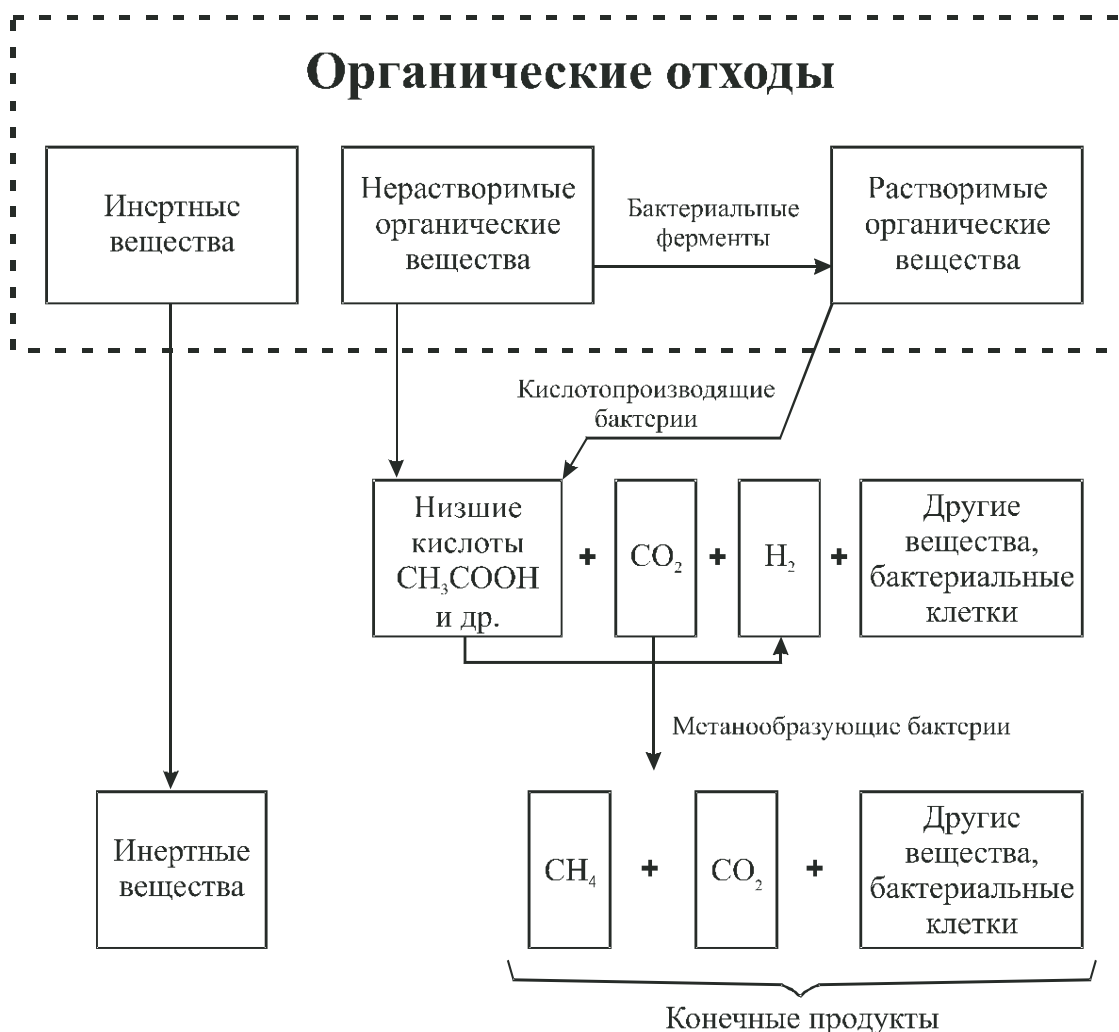 Органические отходы
Инертные
вещества
Нерастворимые
органические
вещества
Бактериальные
ферменты
Растворимые
органические
вещества
Кислотопроизводящие
бактерии
Низшие
кислоты
CH₃COOH
и др.
+
CO₂
+
H₂
+
Другие
вещества,
бактериальные
клетки
Метанообразующие бактерии
Инертные
вещества
CH₄
+
CO₂
+
Другие
вещества,
бактериальные
клетки
Конечные продукты